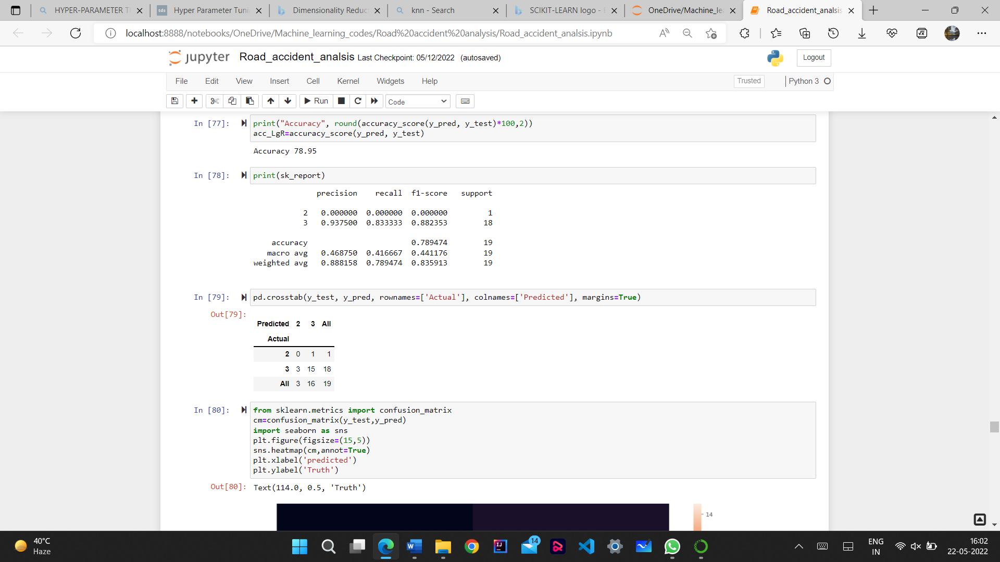 HYPER-PARAMETER T
tds Hyper Parameter Tuni
Dimensionality Reduc
knn - Search
SCIKIT-LEARN logo -
OneDrive/Machine_le
Road_accident_analsis
localhost:8888/notebooks/OneDrive/Machine_learning_codes/Road%20accident%20analysis/Road_accident_analsis.ipynb
jupyter Road_accident_analsis Last Checkpoint: 05/12/2022 (autosaved) Logout
File Edit View Insert Cell Kernel Widgets Help Trusted Python 3
Run Code
In [77]: print("Accuracy", round(accuracy_score(y_pred, y_test)*100,2))
acc_LgR=accuracy_score(y_pred, y_test)
Accuracy 78.95
In [78]: print(sk_report)
precision recall f1-score support
2 0.000000 0.000000 0.000000 1
3 0.937500 0.833333 0.882353 18
accuracy 0.789474 19
macro avg 0.468750 0.416667 0.441176 19
weighted avg 0.888158 0.789474 0.835913 19
In [79]: pd.crosstab(y_test, y_pred, rownames=['Actual'], colnames=['Predicted'], margins=True)
Out[79]:
Predicted 2 3 All
Actual
2 0 1 1
3 3 15 18
All 3 16 19
In [80]: from sklearn.metrics import confusion_matrix
cm=confusion_matrix(y_test,y_pred)
import seaborn as sns
plt.figure(figsize=(15,5))
sns.heatmap(cm,annot=True)
plt.xlabel('predicted')
plt.ylabel('Truth')
Out[80]: Text(114.0, 0.5, 'Truth')
14
40°C
Haze
14
ENG
IN
16:02
22-05-2022